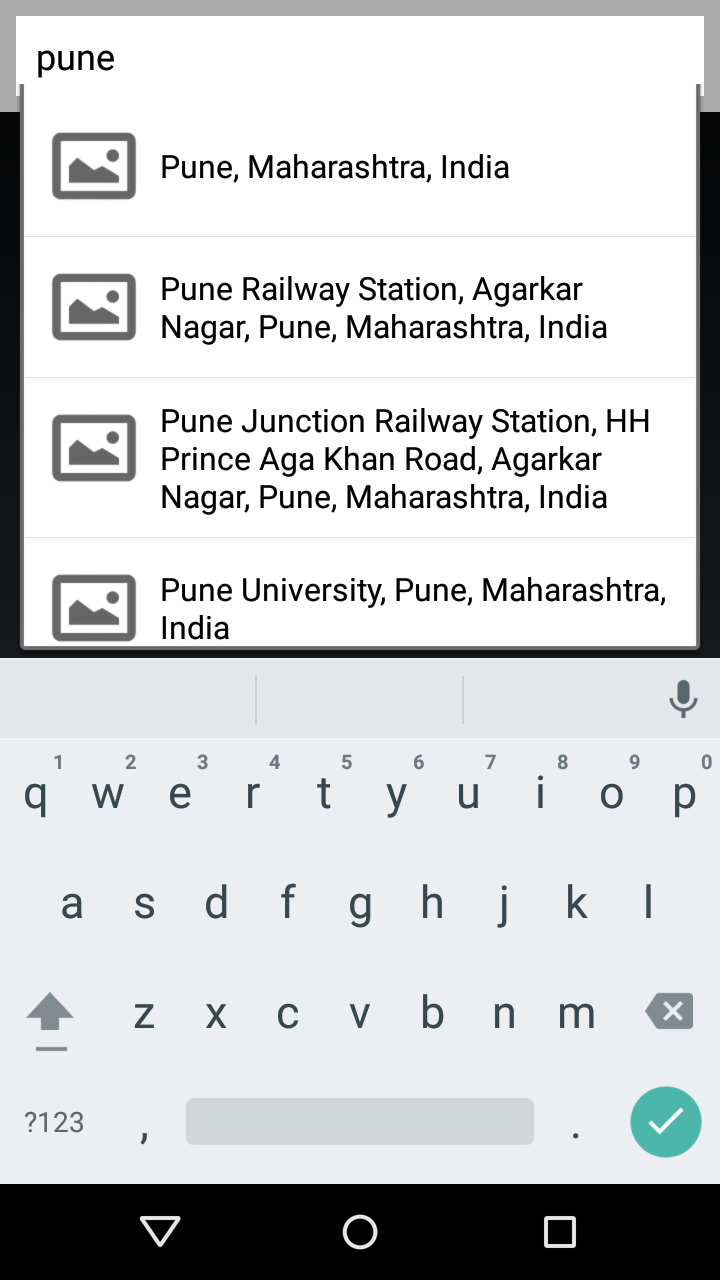 pune
Pune, Maharashtra, India
Pune Railway Station, Agarkar
Nagar, Pune, Maharashtra, India
Pune Junction Railway Station, HH
Prince Aga Khan Road, Agarkar
Nagar, Pune, Maharashtra, India
Pune University, Pune, Maharashtra,
India
1 2 3 4 5 6 7 8 9 0
q w e r t y u i o p
a s d f g h j k l
z x c v b n m
?123 , .